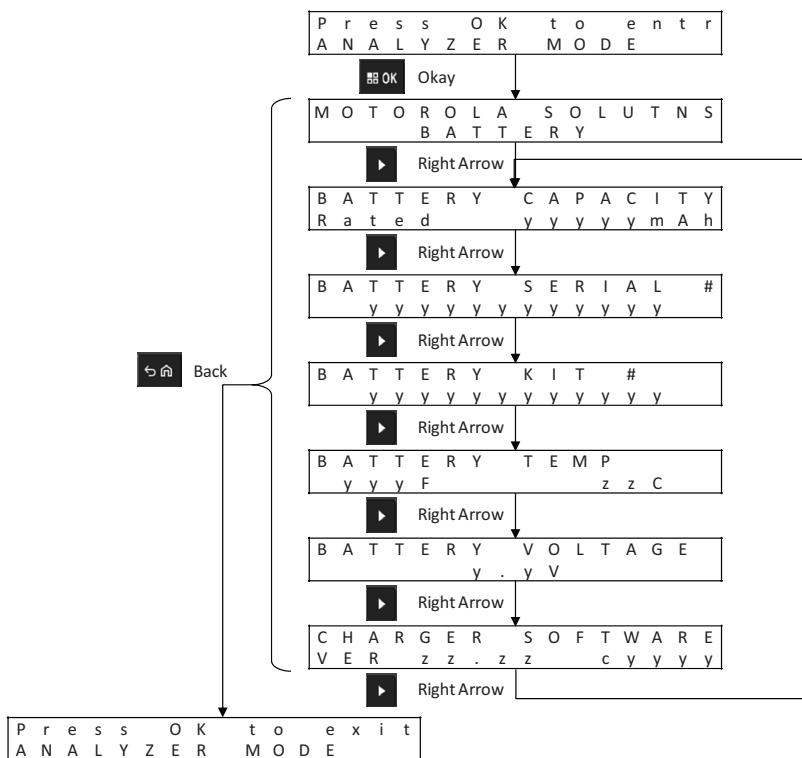 Press OK to entr
ANALYZER MODE
OK Okay
MOTOROLA SOLUTNS
BATTERY
Right Arrow
BATTERY CAPACITY
Rated yyyyymAh
Right Arrow
BATTERY SERIAL #
yyyyyyyyyyyy
Right Arrow
Back
BATTERY KIT #
yyyyyyyyyyyy
Right Arrow
BATTERY TEMP
yyyF zzC
Right Arrow
BATTERY VOLTAGE
y.yV
Right Arrow
CHARGER SOFTWARE
VER zz.zz cyyyy
Right Arrow
Press OK to exit
ANALYZER MODE